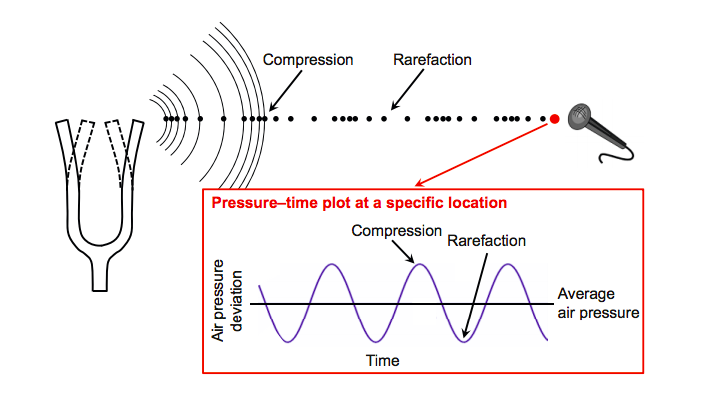 Compression
Rarefaction
Pressure–time plot at a specific location
Compression
Rarefaction
Air pressure
deviation
Average
air pressure
Time